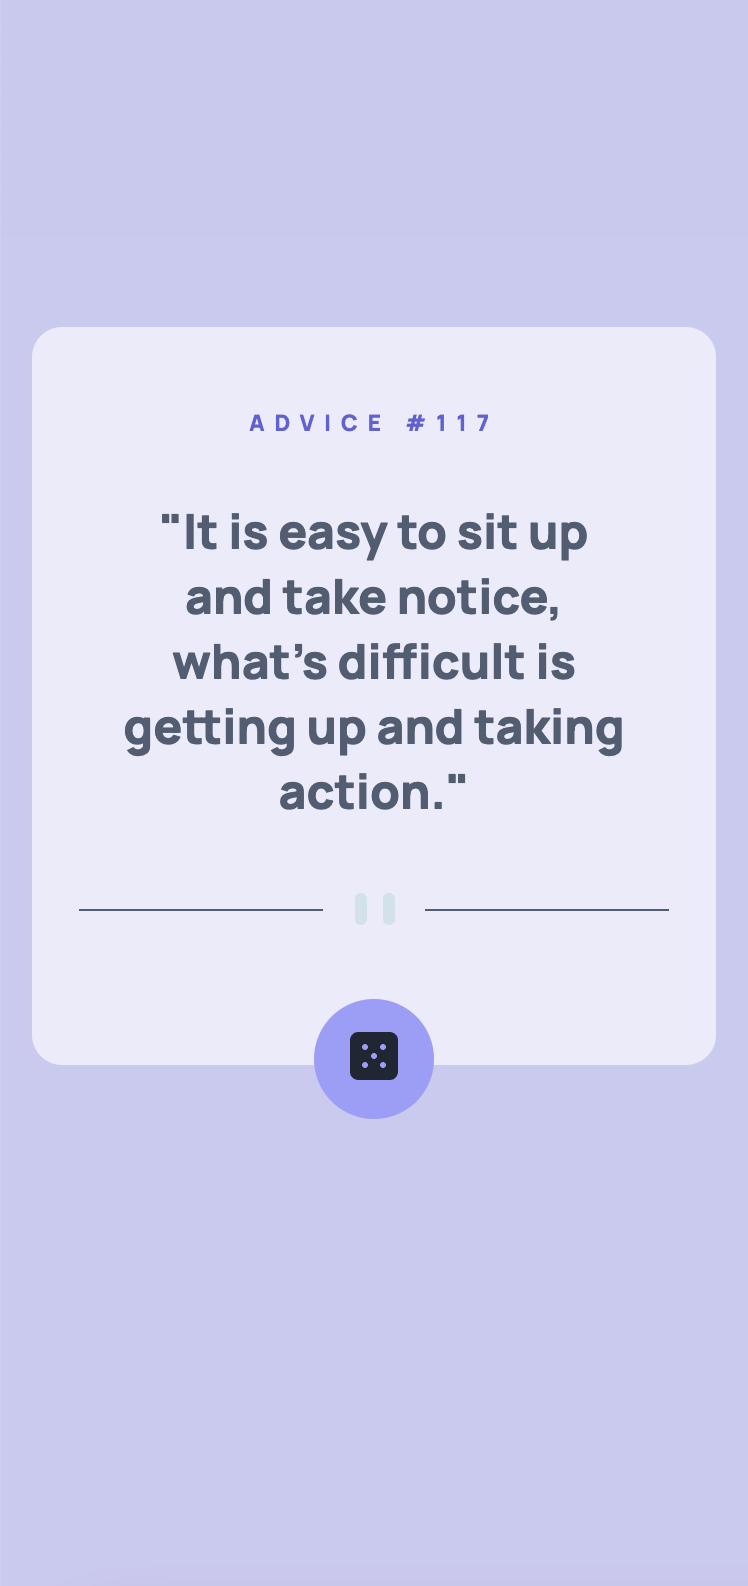 ADVICE #117
"It is easy to sit up
and take notice,
what’s difficult is
getting up and taking
action."